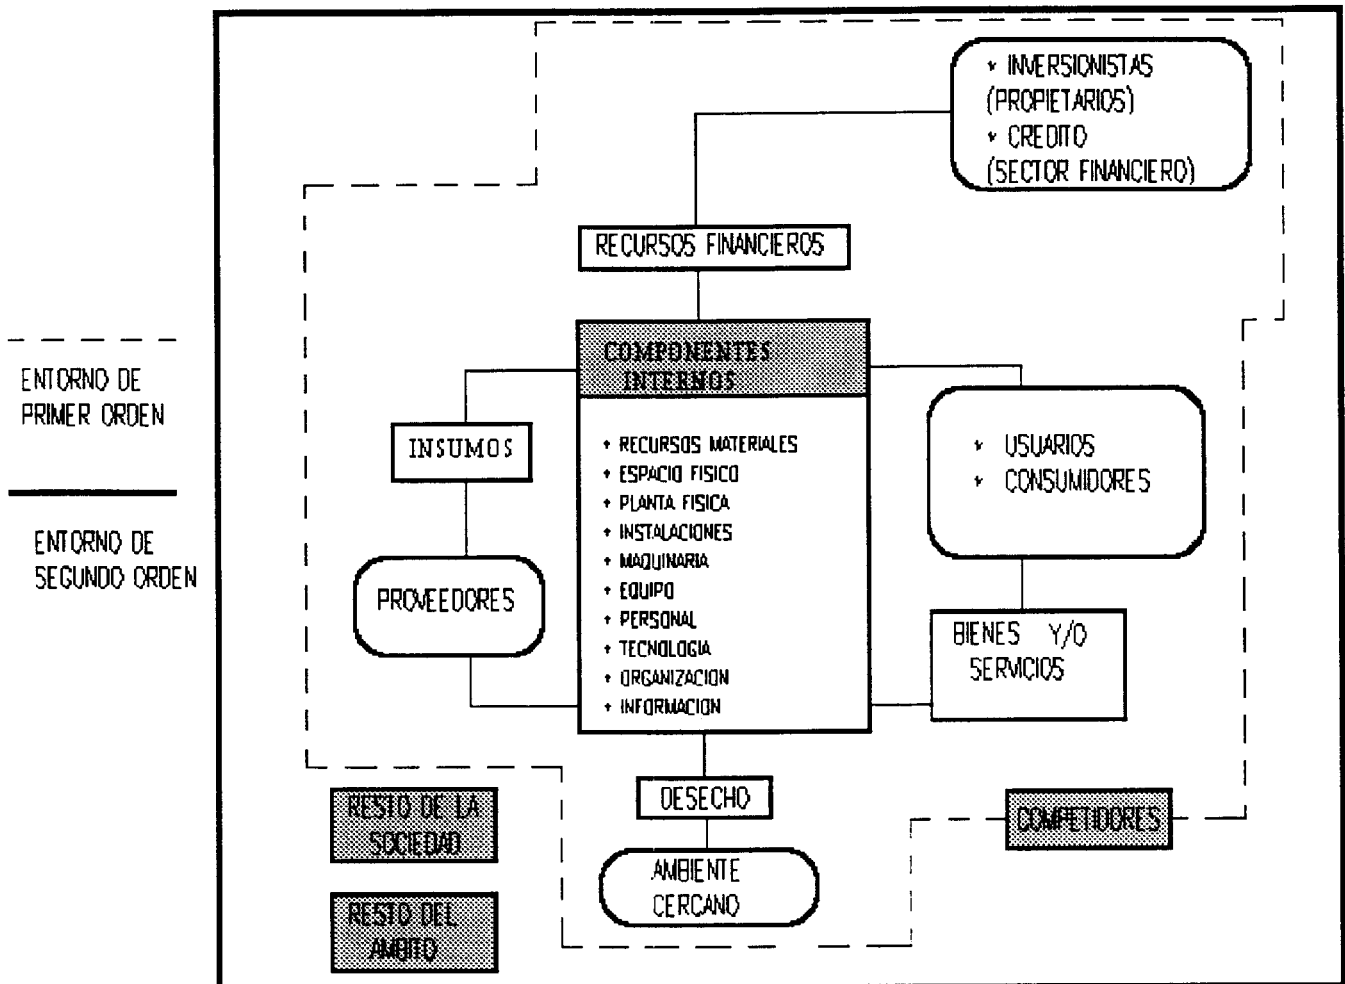 * INVERSIONISTAS
(PROPIETARIOS)
* CREDITO
(SECTOR FINANCIERO)
RECURSOS FINANCIEROS
COMPONENTES
INTERNOS
ENTORNO DE
PRIMER ORDEN
INSUMOS
* USUARIOS
* CONSUMIDORES
+ RECURSOS MATERIALES
+ ESPACIO FISICO
+ PLANTA FISICA
+ INSTALACIONES
+ MAQUINARIA
+ EQUIPO
+ PERSONAL
+ TECNOLOGIA
+ ORGANIZACION
+ INFORMACION
ENTORNO DE
SEGUNDO ORDEN
PROVEEDORES
BIENES Y/O
SERVICIOS
DESECHO
RESTO DE LA
SOCIEDAD
COMPETIDORES
AMBIENTE
CERCANO
RESTO DEL
AMBITO